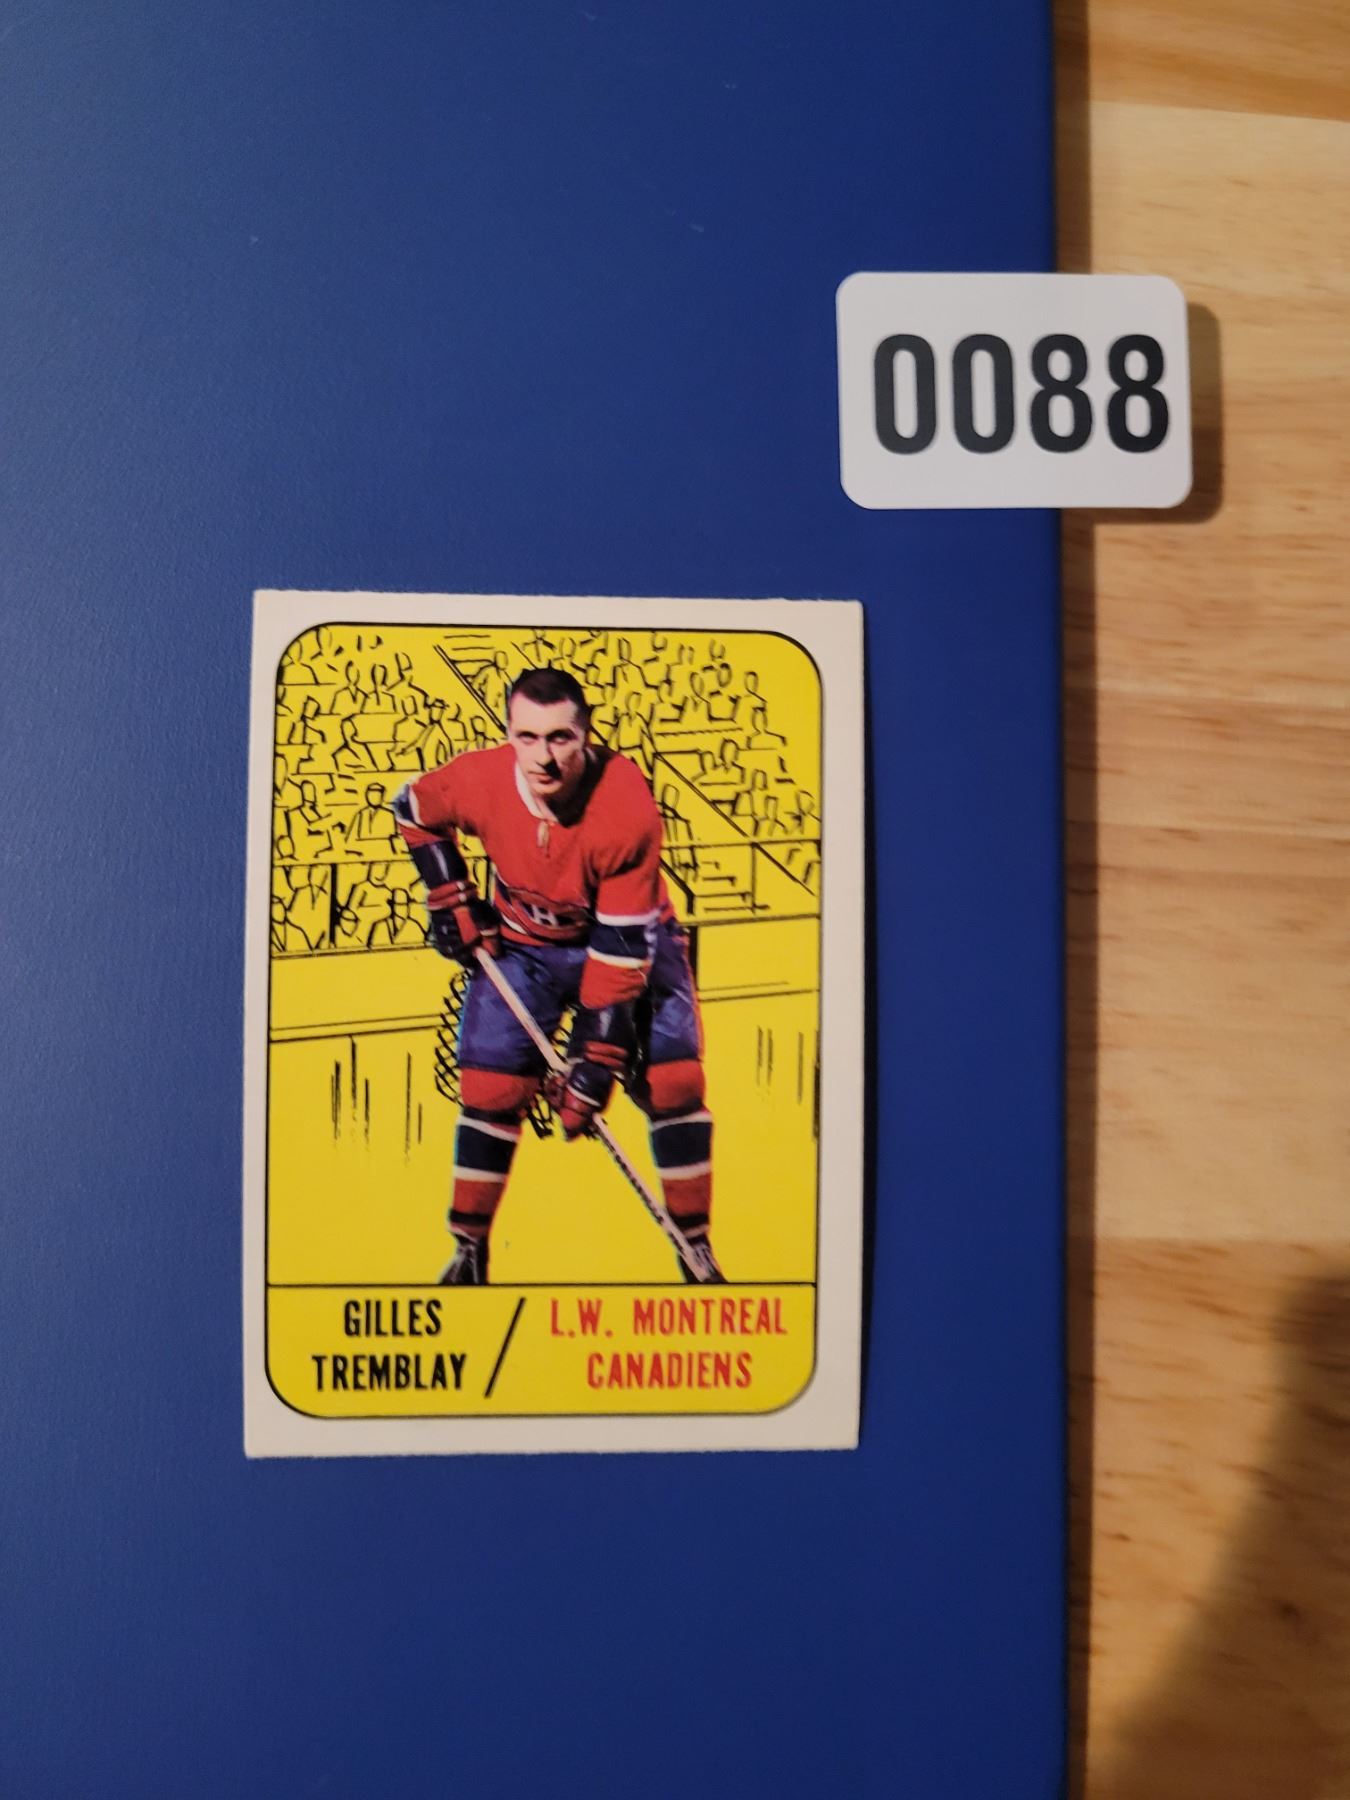 0088
GILLES
TREMBLAY
/
L.W. MONTREAL
CANADIENS